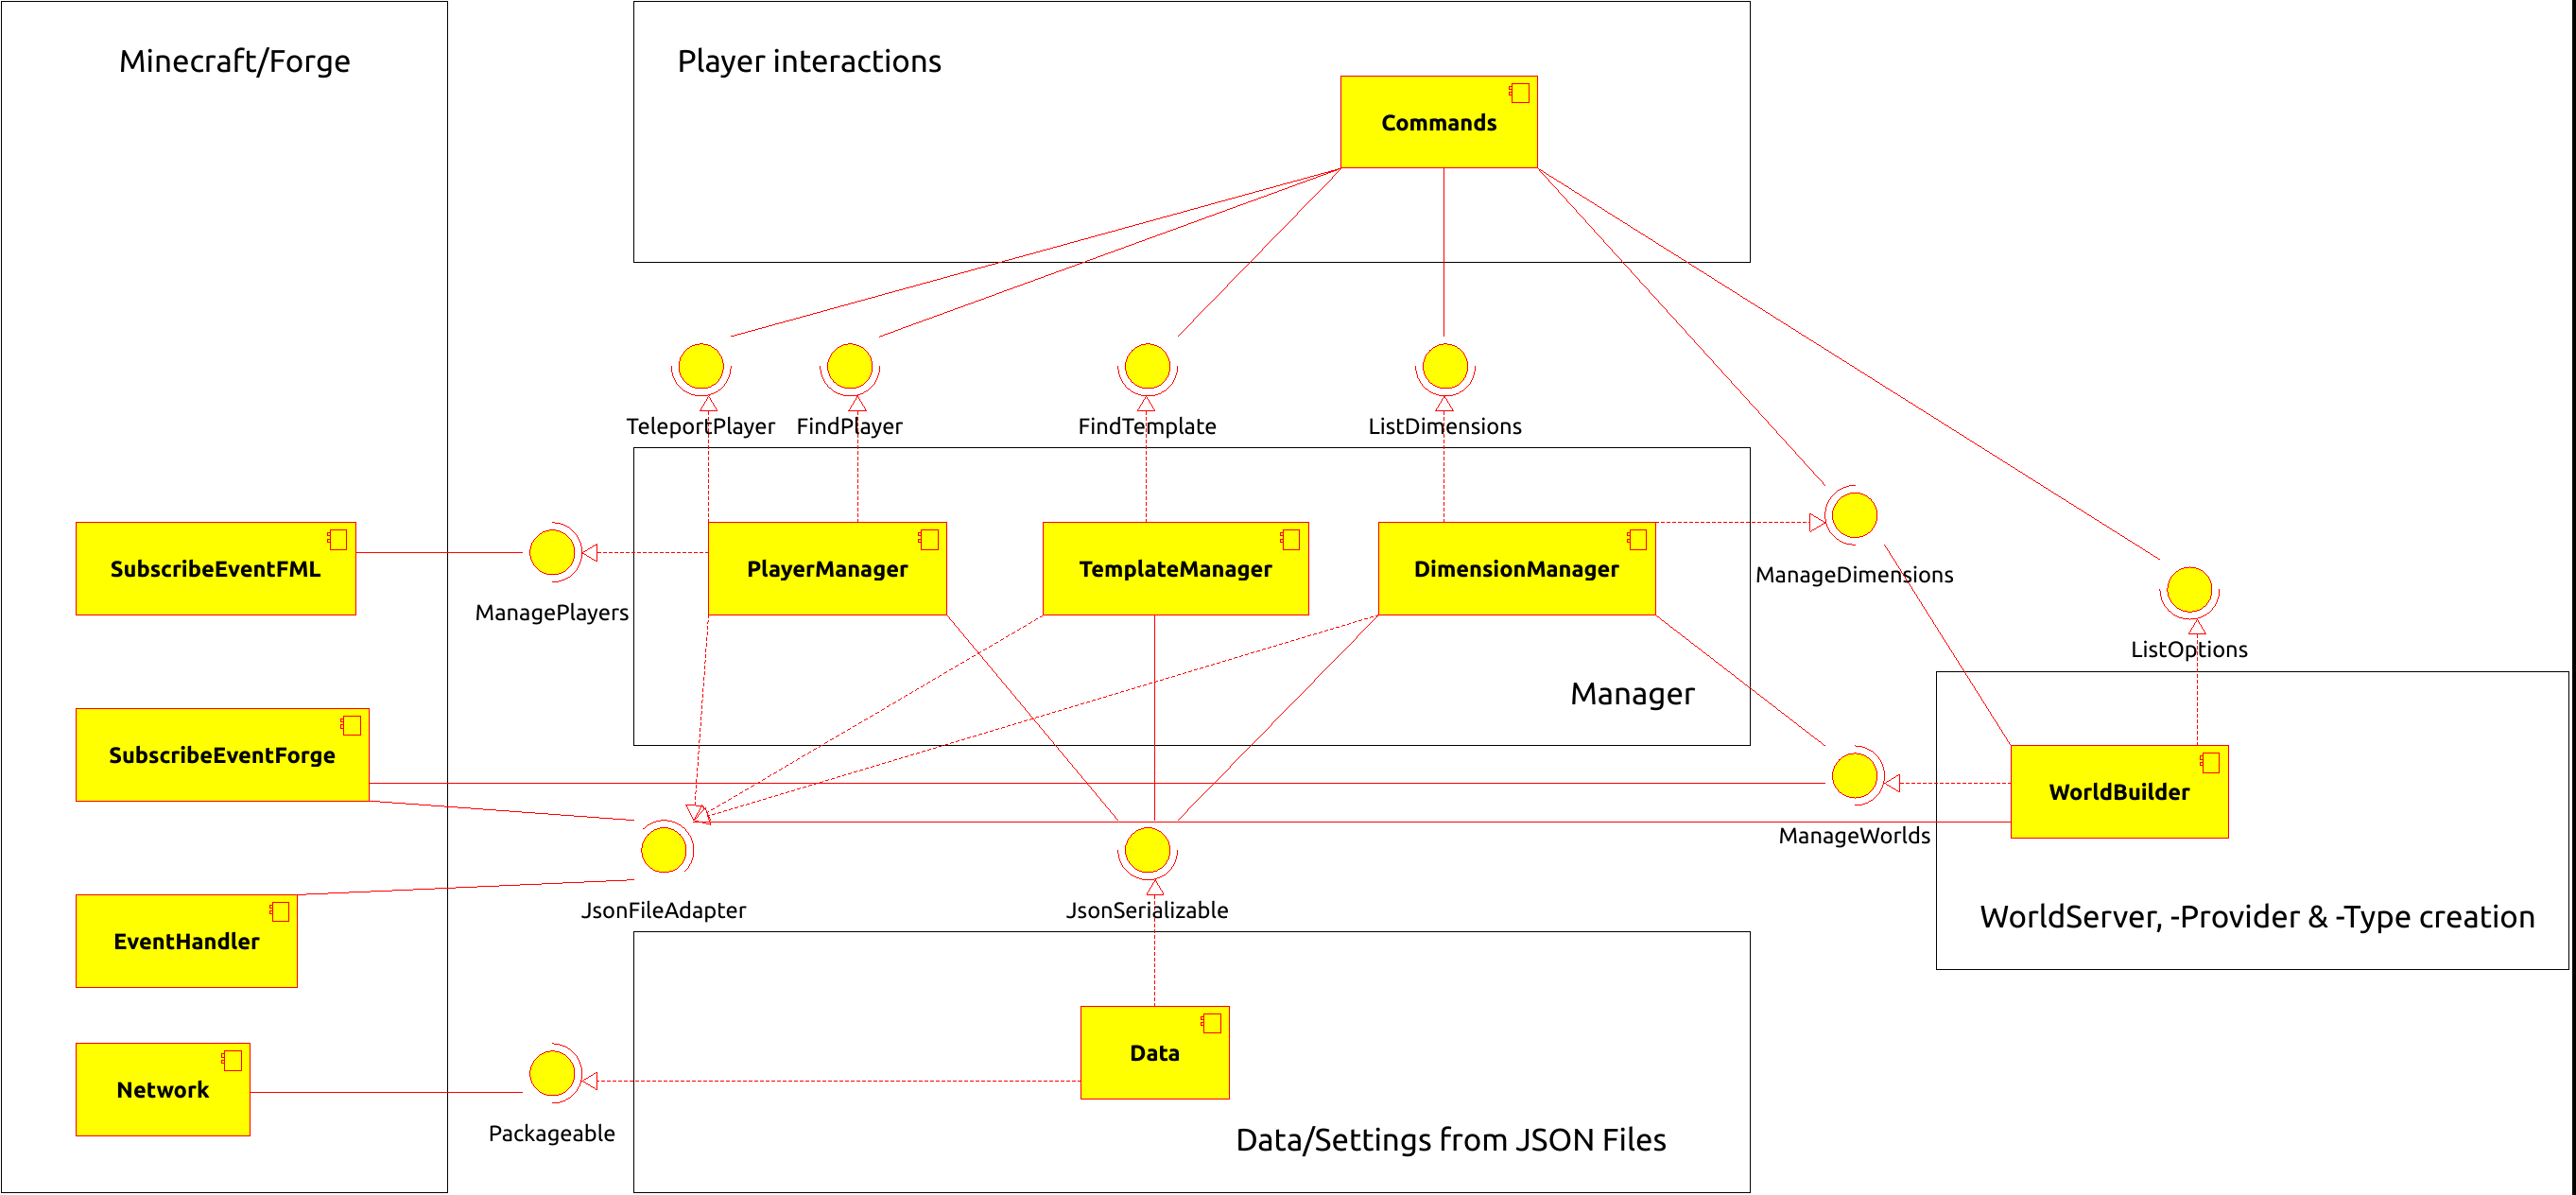 Minecraft/Forge
Player interactions
Commands
TeleportPlayer
FindPlayer
FindTemplate
ListDimensions
SubscribeEventFML
ManagePlayers
PlayerManager
TemplateManager
DimensionManager
ManageDimensions
ListOptions
Manager
SubscribeEventForge
WorldBuilder
ManageWorlds
EventHandler
JsonFileAdapter
JsonSerializable
WorldServer, -Provider & -Type creation
Network
Packageable
Data
Data/Settings from JSON Files